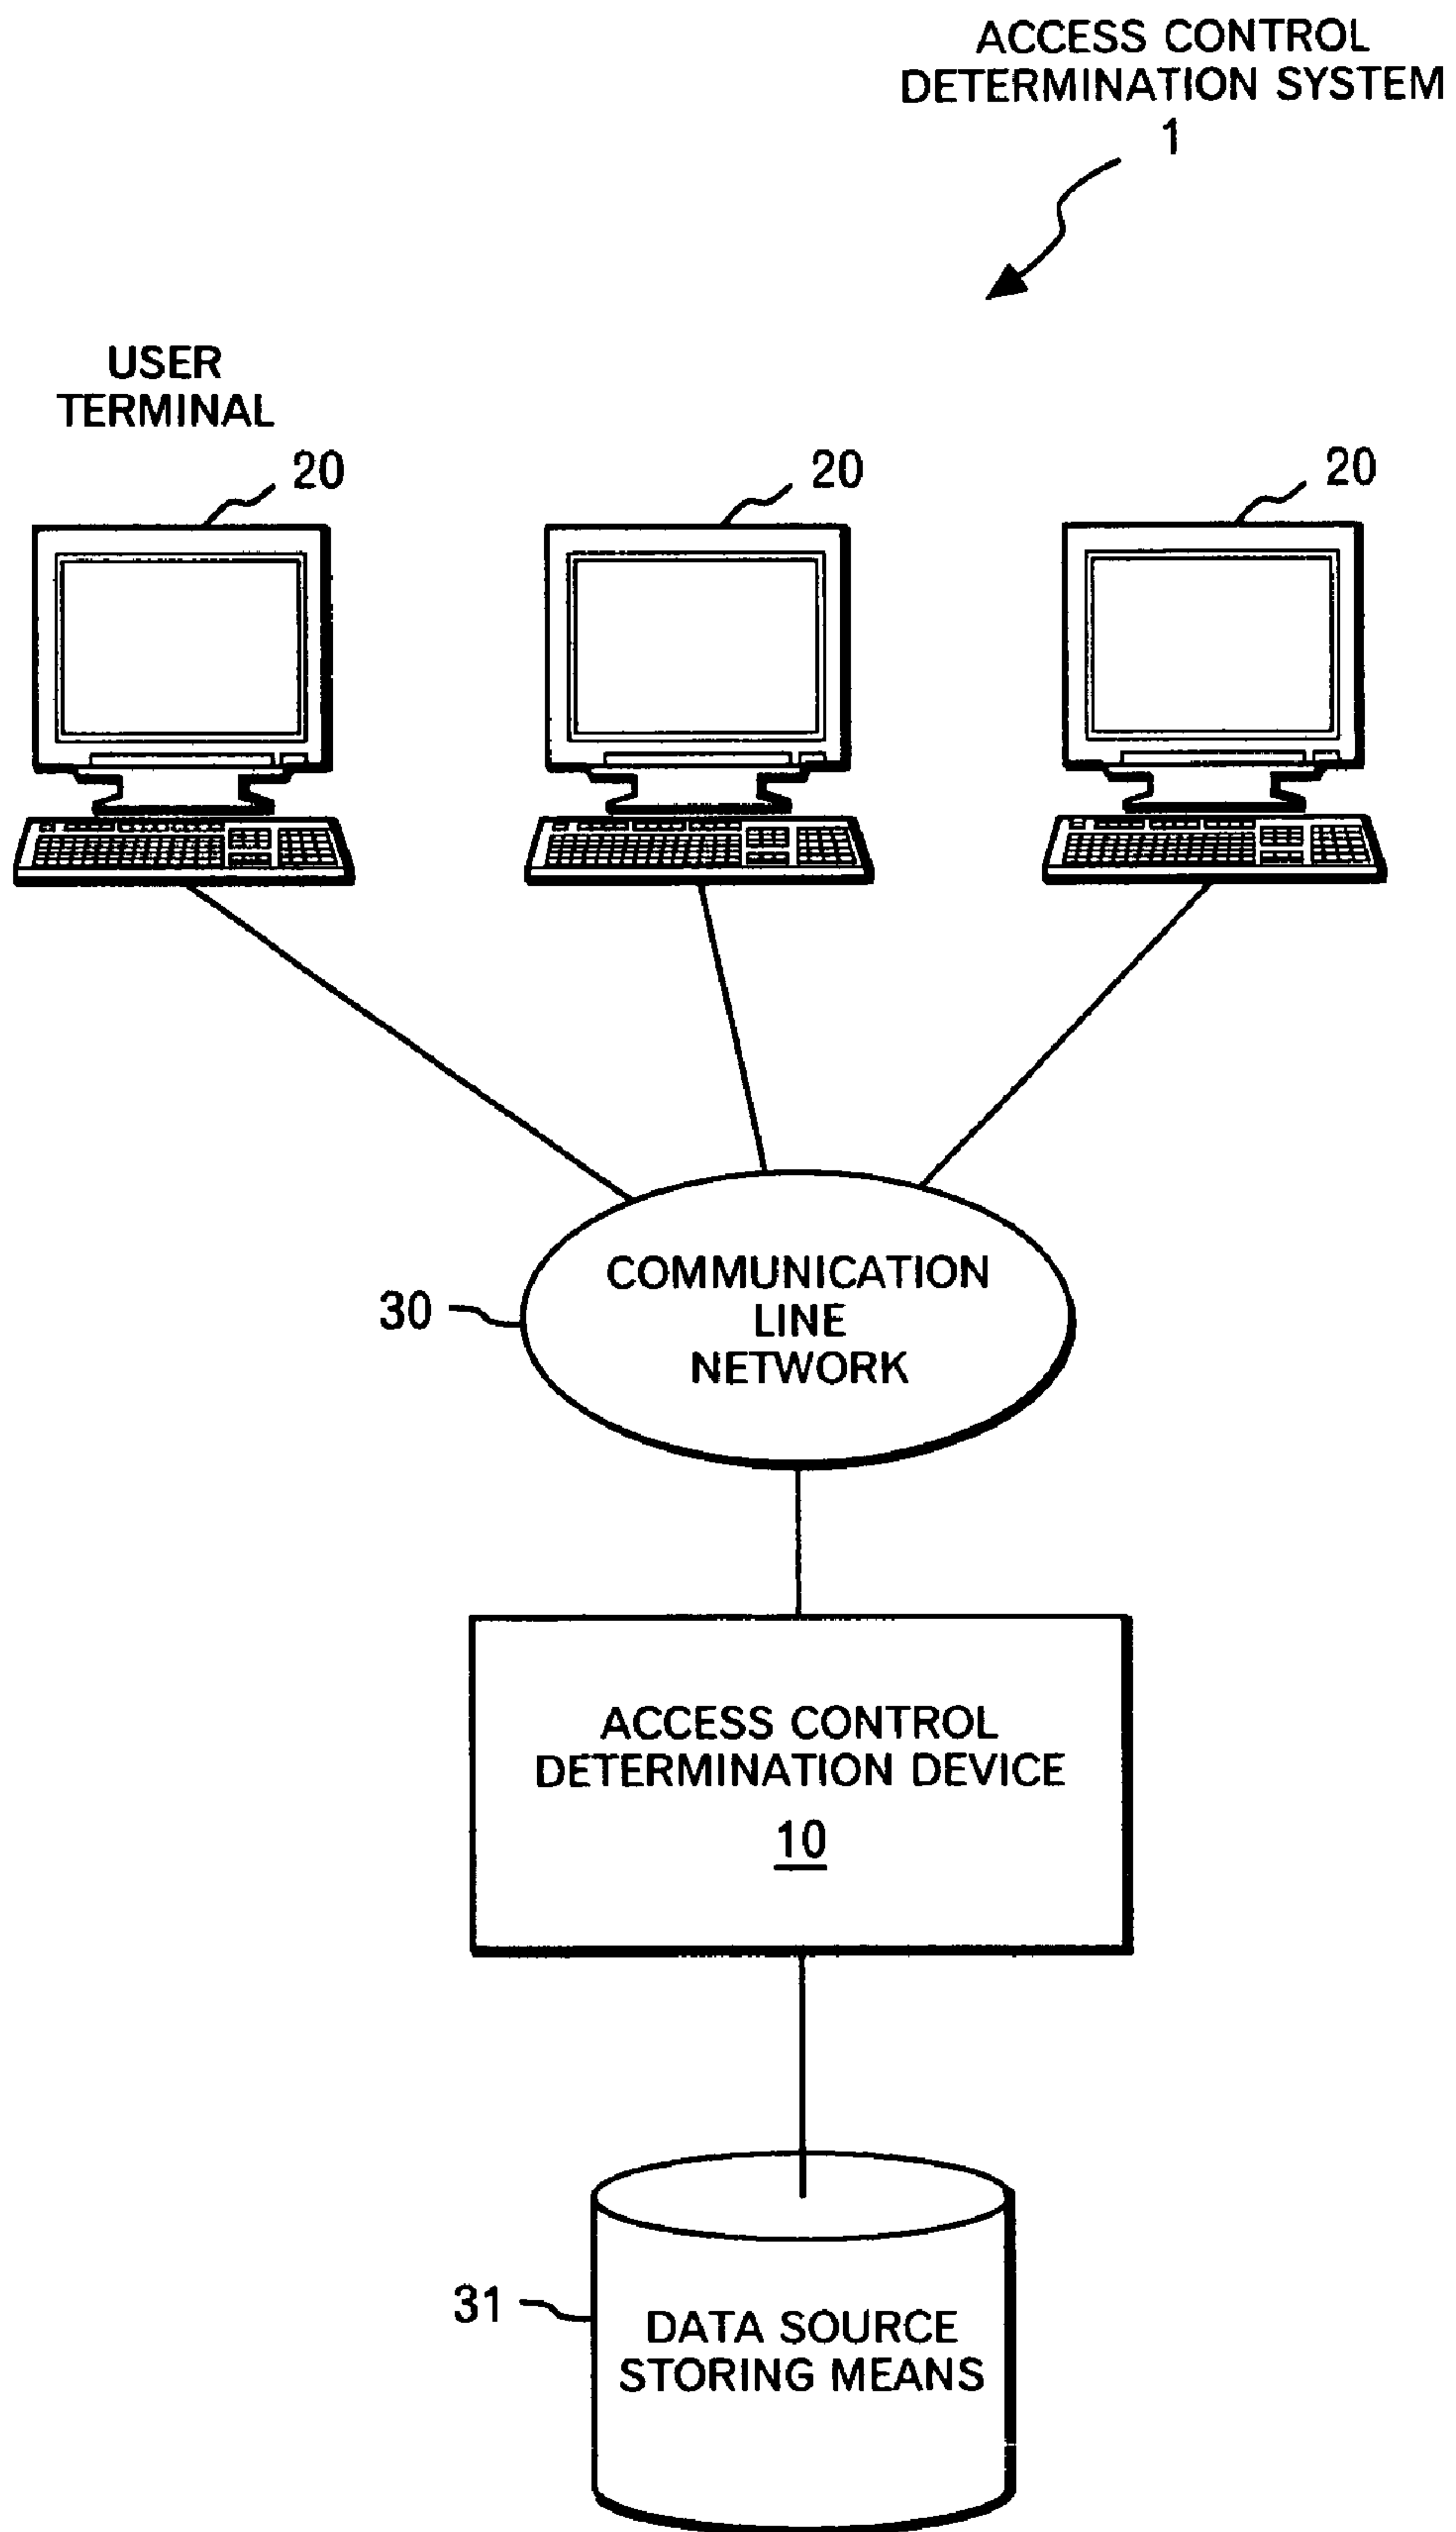 ACCESS CONTROL
DETERMINATION SYSTEM
1
USER
TERMINAL
20
20
20
COMMUNICATION
LINE
NETWORK
30
ACCESS CONTROL
DETERMINATION DEVICE
10
31
DATA SOURCE
STORING MEANS